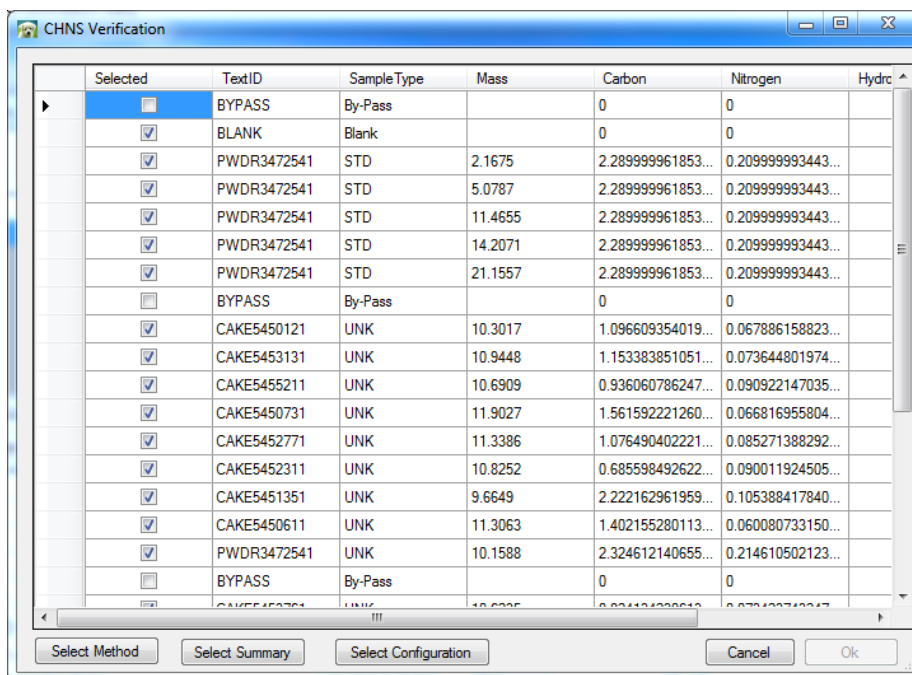 CHNS Verification
Selected TextID SampleType Mass Carbon Nitrogen Hydrc
BYPASS By-Pass 0 0
BLANK Blank 0 0
PWDR3472541 STD 2.1675 2.289999961853... 0.209999993443...
PWDR3472541 STD 5.0787 2.289999961853... 0.209999993443...
PWDR3472541 STD 11.4655 2.289999961853... 0.209999993443...
PWDR3472541 STD 14.2071 2.289999961853... 0.209999993443...
PWDR3472541 STD 21.1557 2.289999961853... 0.209999993443...
BYPASS By-Pass 0 0
CAKE5450121 UNK 10.3017 1.096609354019... 0.067886158823...
CAKE5453131 UNK 10.9448 1.153383851051... 0.073644801974...
CAKE5455211 UNK 10.6909 0.936060786247... 0.090922147035...
CAKE5450731 UNK 11.9027 1.561592221260... 0.066816955804...
CAKE5452771 UNK 11.3386 1.076490402221... 0.085271388292...
CAKE5452311 UNK 10.8252 0.685598492622... 0.090011924505...
CAKE5451351 UNK 9.6649 2.222162961959... 0.105388417840...
CAKE5450611 UNK 11.3063 1.402155280113... 0.060080733150...
PWDR3472541 UNK 10.1588 2.324612140655... 0.214610502123...
BYPASS By-Pass 0 0
Select Method Select Summary Select Configuration Cancel Ok